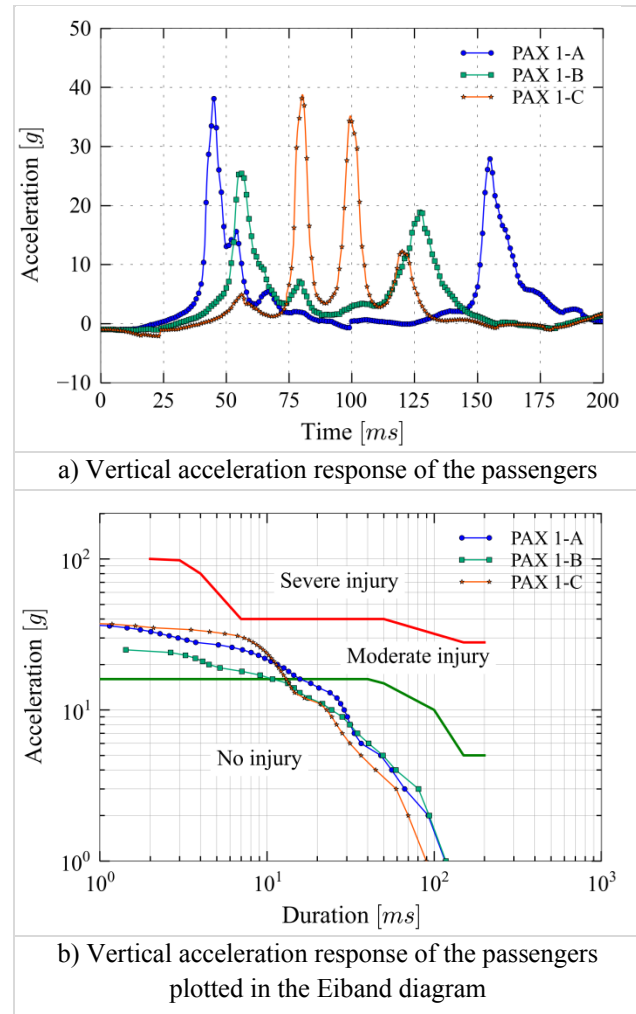 50
40
30
20
10
0
−10
Acceleration [g]
PAX 1-A
PAX 1-B
PAX 1-C
0 25 50 75 100 125 150 175 200
Time [ms]
a) Vertical acceleration response of the passengers
10²
10¹
10⁰
Acceleration [g]
PAX 1-A
PAX 1-B
PAX 1-C
Severe injury
Moderate injury
No injury
10⁰ 10¹ 10² 10³
Duration [ms]
b) Vertical acceleration response of the passengers
plotted in the Eiband diagram